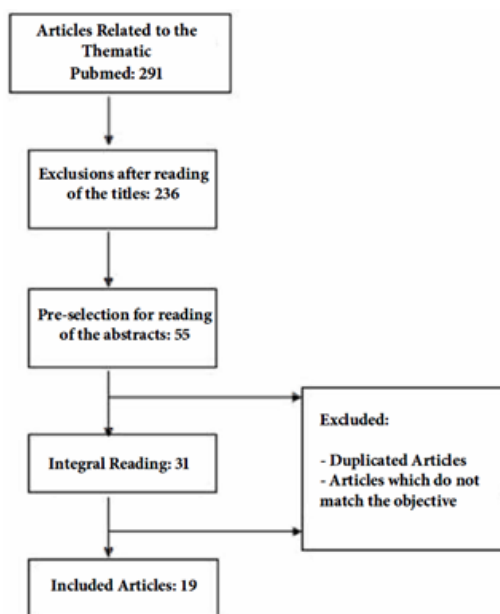 Articles Related to the
Thematic
Pubmed: 291
Exclusions after reading
of the titles: 236
Pre-selection for reading
of the abstracts: 55
Excluded:
- Duplicated Articles
- Articles which do not
match the objective
Integral Reading: 31
Included Articles: 19